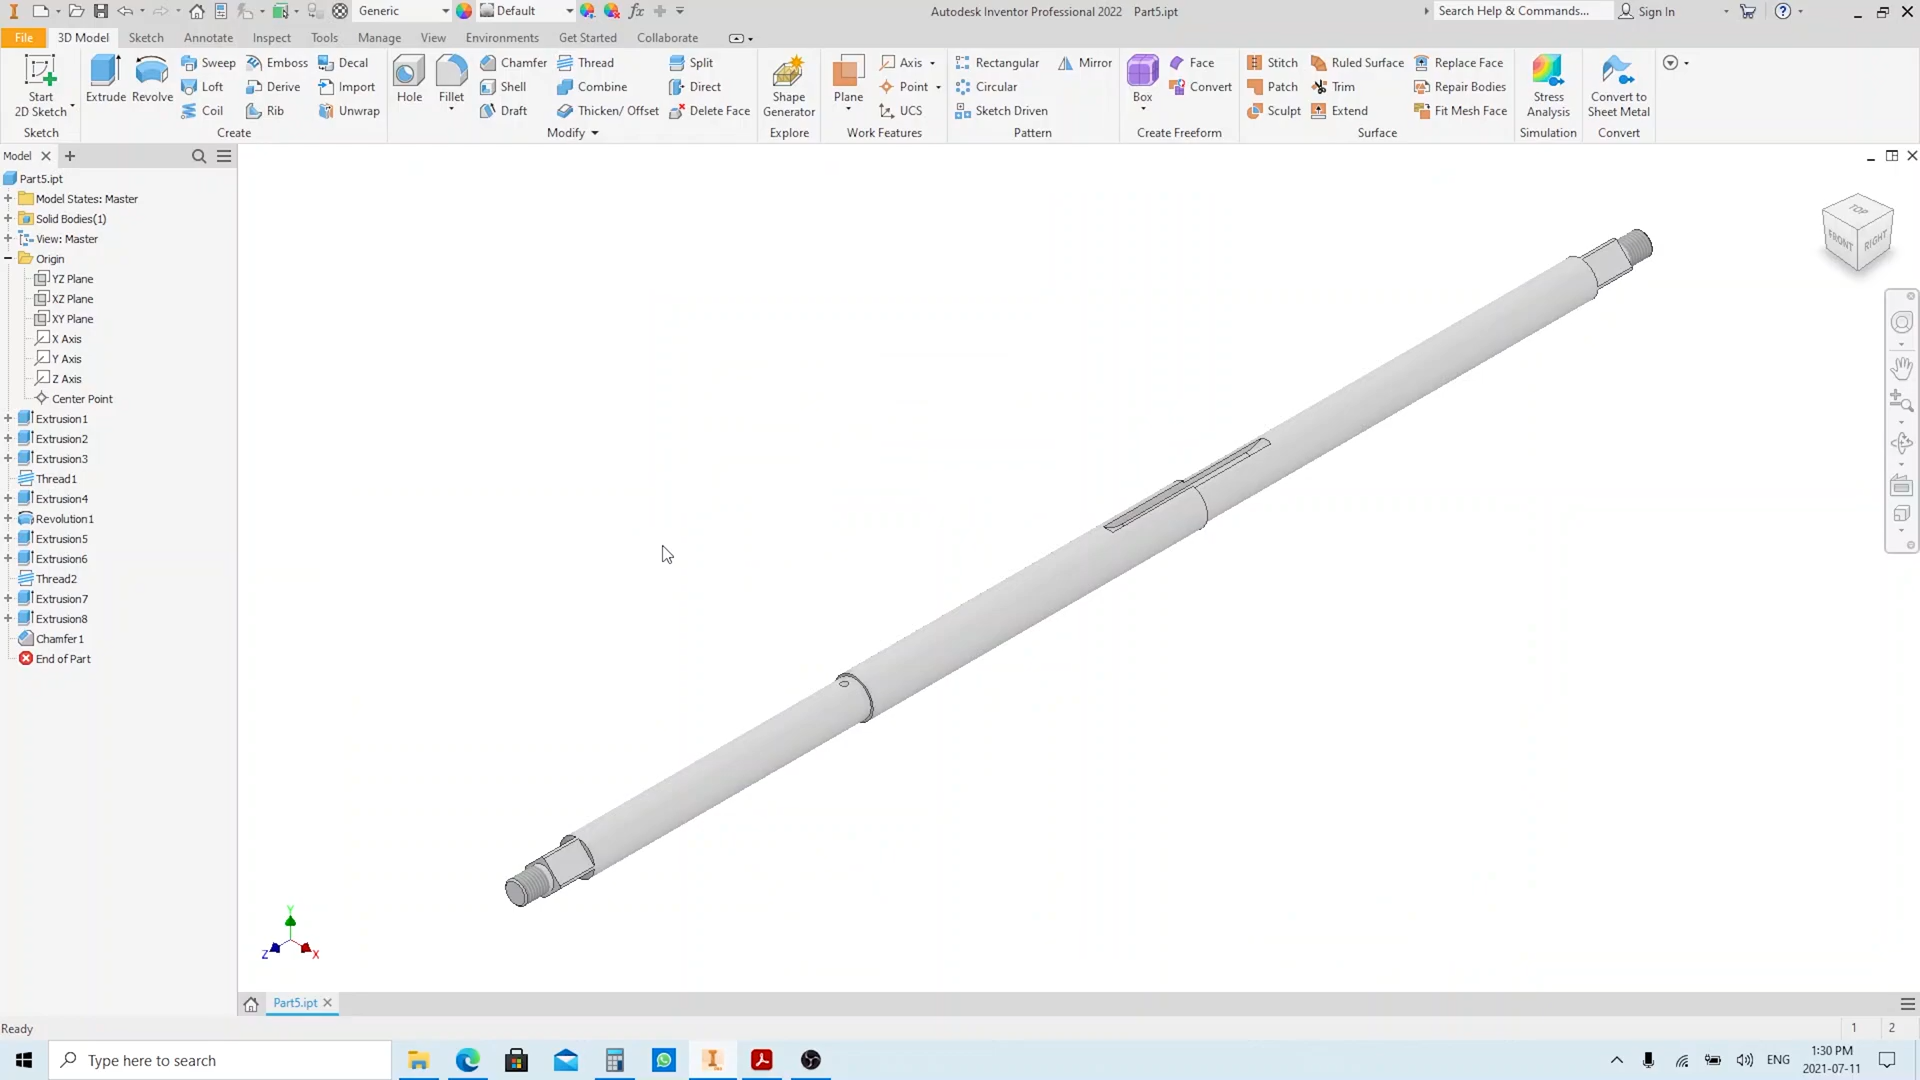 Generic
Default
Autodesk Inventor Professional 2022 Part5.ipt
Search Help & Commands...
Sign In
File 3D Model Sketch Annotate Inspect Tools Manage View Environments Get Started Collaborate
Start
2D Sketch
Sketch
Extrude
Revolve
Sweep
Loft
Coil
Emboss
Derive
Rib
Decal
Import
Unwrap
Create
Hole
Fillet
Chamfer
Shell
Draft
Thread
Combine
Thicken/ Offset
Split
Direct
Delete Face
Modify
Shape
Generator
Explore
Plane
Axis
Point
UCS
Work Features
Rectangular
Circular
Sketch Driven
Mirror
Pattern
Box
Face
Convert
Create Freeform
Stitch
Patch
Sculpt
Ruled Surface
Trim
Extend
Replace Face
Repair Bodies
Fit Mesh Face
Surface
Stress
Analysis
Simulation
Convert to
Sheet Metal
Convert
Model
Part5.ipt
Model States: Master
Solid Bodies(1)
View: Master
Origin
YZ Plane
XZ Plane
XY Plane
X Axis
Y Axis
Z Axis
Center Point
Extrusion1
Extrusion2
Extrusion3
Thread1
Extrusion4
Revolution1
Extrusion5
Extrusion6
Thread2
Extrusion7
Extrusion8
Chamfer1
End of Part
TOP
FRONT
RIGHT
Y
Z
X
Part5.ipt
Ready
1 2
Type here to search
ENG
1:30 PM
2021-07-11